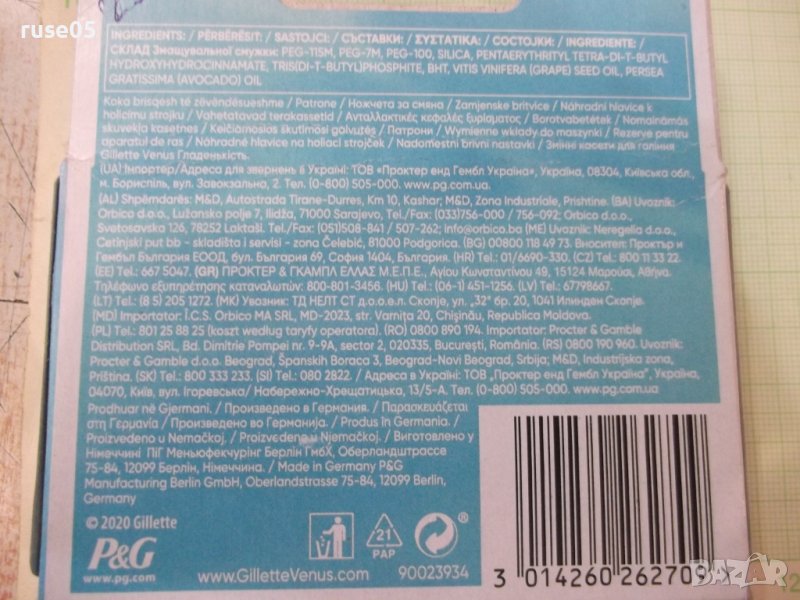 ruse05
INGREDIENTS: / PËRBËRËSIT: / SASTOJCI: / СЪСТАВКИ: / ΣΥΣΤΑΤΙΚΑ: / СОСТОЈКИ: / INGREDIENTE: /
СКЛАД Змащувальної смужки: PEG-115M, PEG-7M, PEG-100, SILICA, PENTAERYTHRITYL TETRA-DI-T-BUTYL
HYDROXYHYDROCINNAMATE, TRIS(DI-T-BUTYL)PHOSPHITE, BHT, VITIS VINIFERA (GRAPE) SEED OIL, PERSEA
GRATISSIMA (AVOCADO) OIL
Koka brisqesh të zëvendësueshme / Patrone / Ножчета за смяна / Zamjenske britvice / Náhradní hlavice k
holicímu strojku / Vahetatavad terakassetid / Ανταλλακτικές κεφαλές ξυρίσματος / Borotvabetétek / Nomaināmās
skuvekļa kasetnes / Keičiamosios skutimosi galvutės / Патрони / Wymienne wkłady do maszynki / Rezerve pentru
aparatul de ras / Náhradné hlavice na holiaci strojček / Nadomestni brivni nastavki / Змінні касети для гоління
Gillette Venus Гладенькість.
(UA) Імпортер/Адреса для звернень в Україні: ТОВ «Проктер енд Гембл Україна», Україна, 08304, Київська обл.,
м. Бориспіль, вул. Завокзальна, 2. Тел. (0-800) 505-000. www.pg.com.ua
(AL) Shpërndarës: M&D, Autostrada Tirane-Durres, Km 10, Kashar; M&D, Zona Industriale, Prishtine. (BA) Uvoznik:
Orbico d.o.o., Lužansko polje 7, Ilidža, 71000 Sarajevo, Tel./Fax: (033)756-000 / 756-092; Orbico d.o.o.,
Svetosavska 126, 78252 Laktaši. Tel./Fax: (051)508-841 / 507-262; info@orbico.ba (ME) Uvoznik: Neregelia d.o.o.,
Cetinjski put bb - skladišta i servisi - zona Čelebić, 81000 Podgorica. (BG) 00800 118 49 73. Вносител: Проктър и
Гембъл България ЕООД, бул. България 69, София 1404, България. (HR) Tel.: 01/6690-330. (CZ) Tel.: 800 11 33 22.
(EE) Tel.: 667 5047. (GR) ΠΡΟΚΤΕΡ & ΓΚΑΜΠΛ ΕΛΛΑΣ Μ.Ε.Π.Ε., Αγίου Κωνσταντίνου 49, 15124 Μαρούσι, Αθήνα.
Τηλέφωνο εξυπηρέτησης καταναλωτών: 800-801-3456. (HU) Tel.: (06-1) 451-1256. (LV) Tel.: 67798667.
(LT) Tel.: (8 5) 205 1272. (MK) Увозник: ТД НЕЛТ СТ д.о.о.е.л. Скопје, ул. "32" бр. 20, 1041 Илинден Скопје.
(MD) Importator: Î.C.S. Orbico MA SRL, MD-2023, str. Varniţa 20, Chişinău, Republica Moldova.
(PL) Tel.: 801 25 88 25 (koszt według taryfy operatora). (RO) 0800 890 194. Importator: Procter & Gamble
Distribution SRL, Bd. Dimitrie Pompei nr. 9-9A, sector 2, 020335, București, România. (RS) 0800 190 960. Uvoznik:
Procter & Gamble d.o.o. Beograd, Španskih Boraca 3, Beograd-Novi Beograd, Srbija; M&D, Industrijska zona,
Priština. (SK) Tel.: 800 333 233. (SI) Tel.: 080 2822. / Адреса в Україні: ТОВ „Проктер енд Гембл Україна", Україна,
04070, Київ, вул. Ігоревська/ Набережно-Хрещатицька, 13/5-А. Тел. (0-800) 505-000. www.pg.com.ua
Prodhuar në Gjermani. / Произведено в Германия. / Παρασκευάζεται
στη Γερμανία / Произведено во Германија. / Produs în Germania. /
Proizvedeno u Nemačkoj. / Proizvedeno u Njemačkoj. / Виготовлено у
Німеччині ПіГ Меньюфекчурінг Берлін ГмбХ, Оберландштрассе
75-84, 12099 Берлін, Німеччина. / Made in Germany P&G
Manufacturing Berlin GmbH, Oberlandstrasse 75-84, 12099 Berlin,
Germany
© 2020 Gillette
P&G
www.pg.com
21
PAP
®
www.GilletteVenus.com
90023934
3 014260 262709
BAZAR